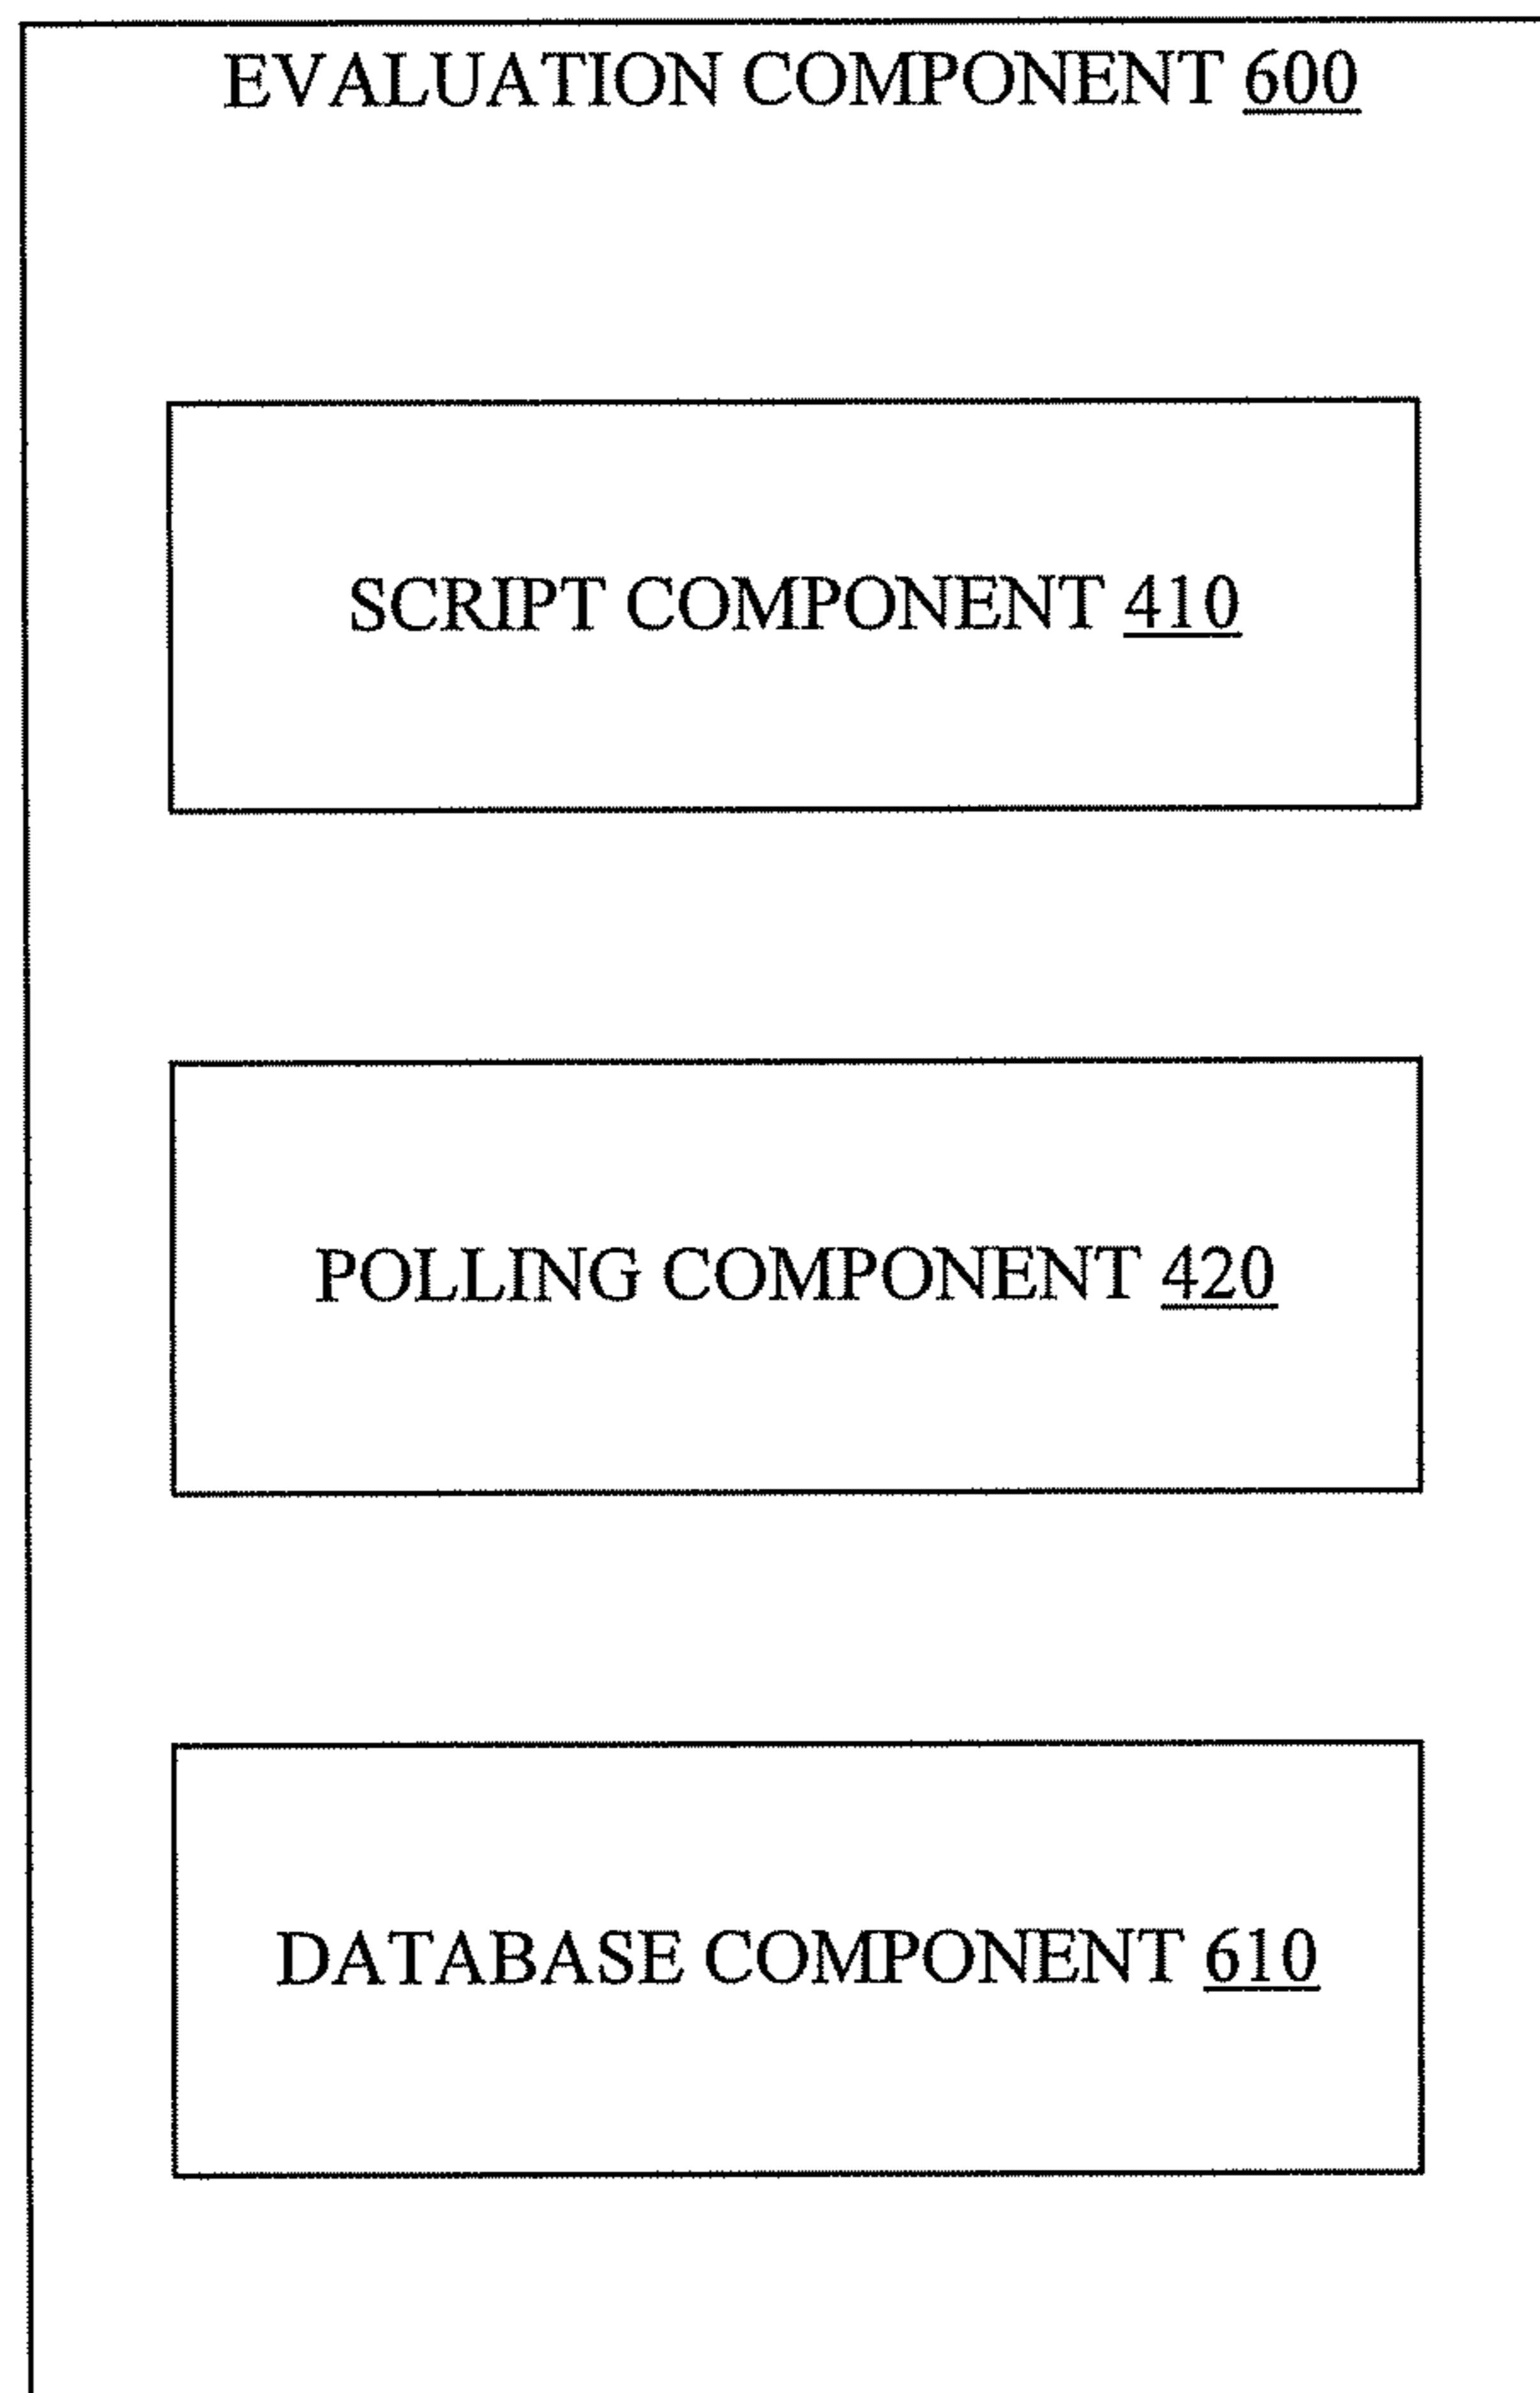 EVALUATION COMPONENT 600
SCRIPT COMPONENT 410
POLLING COMPONENT 420
DATABASE COMPONENT 610